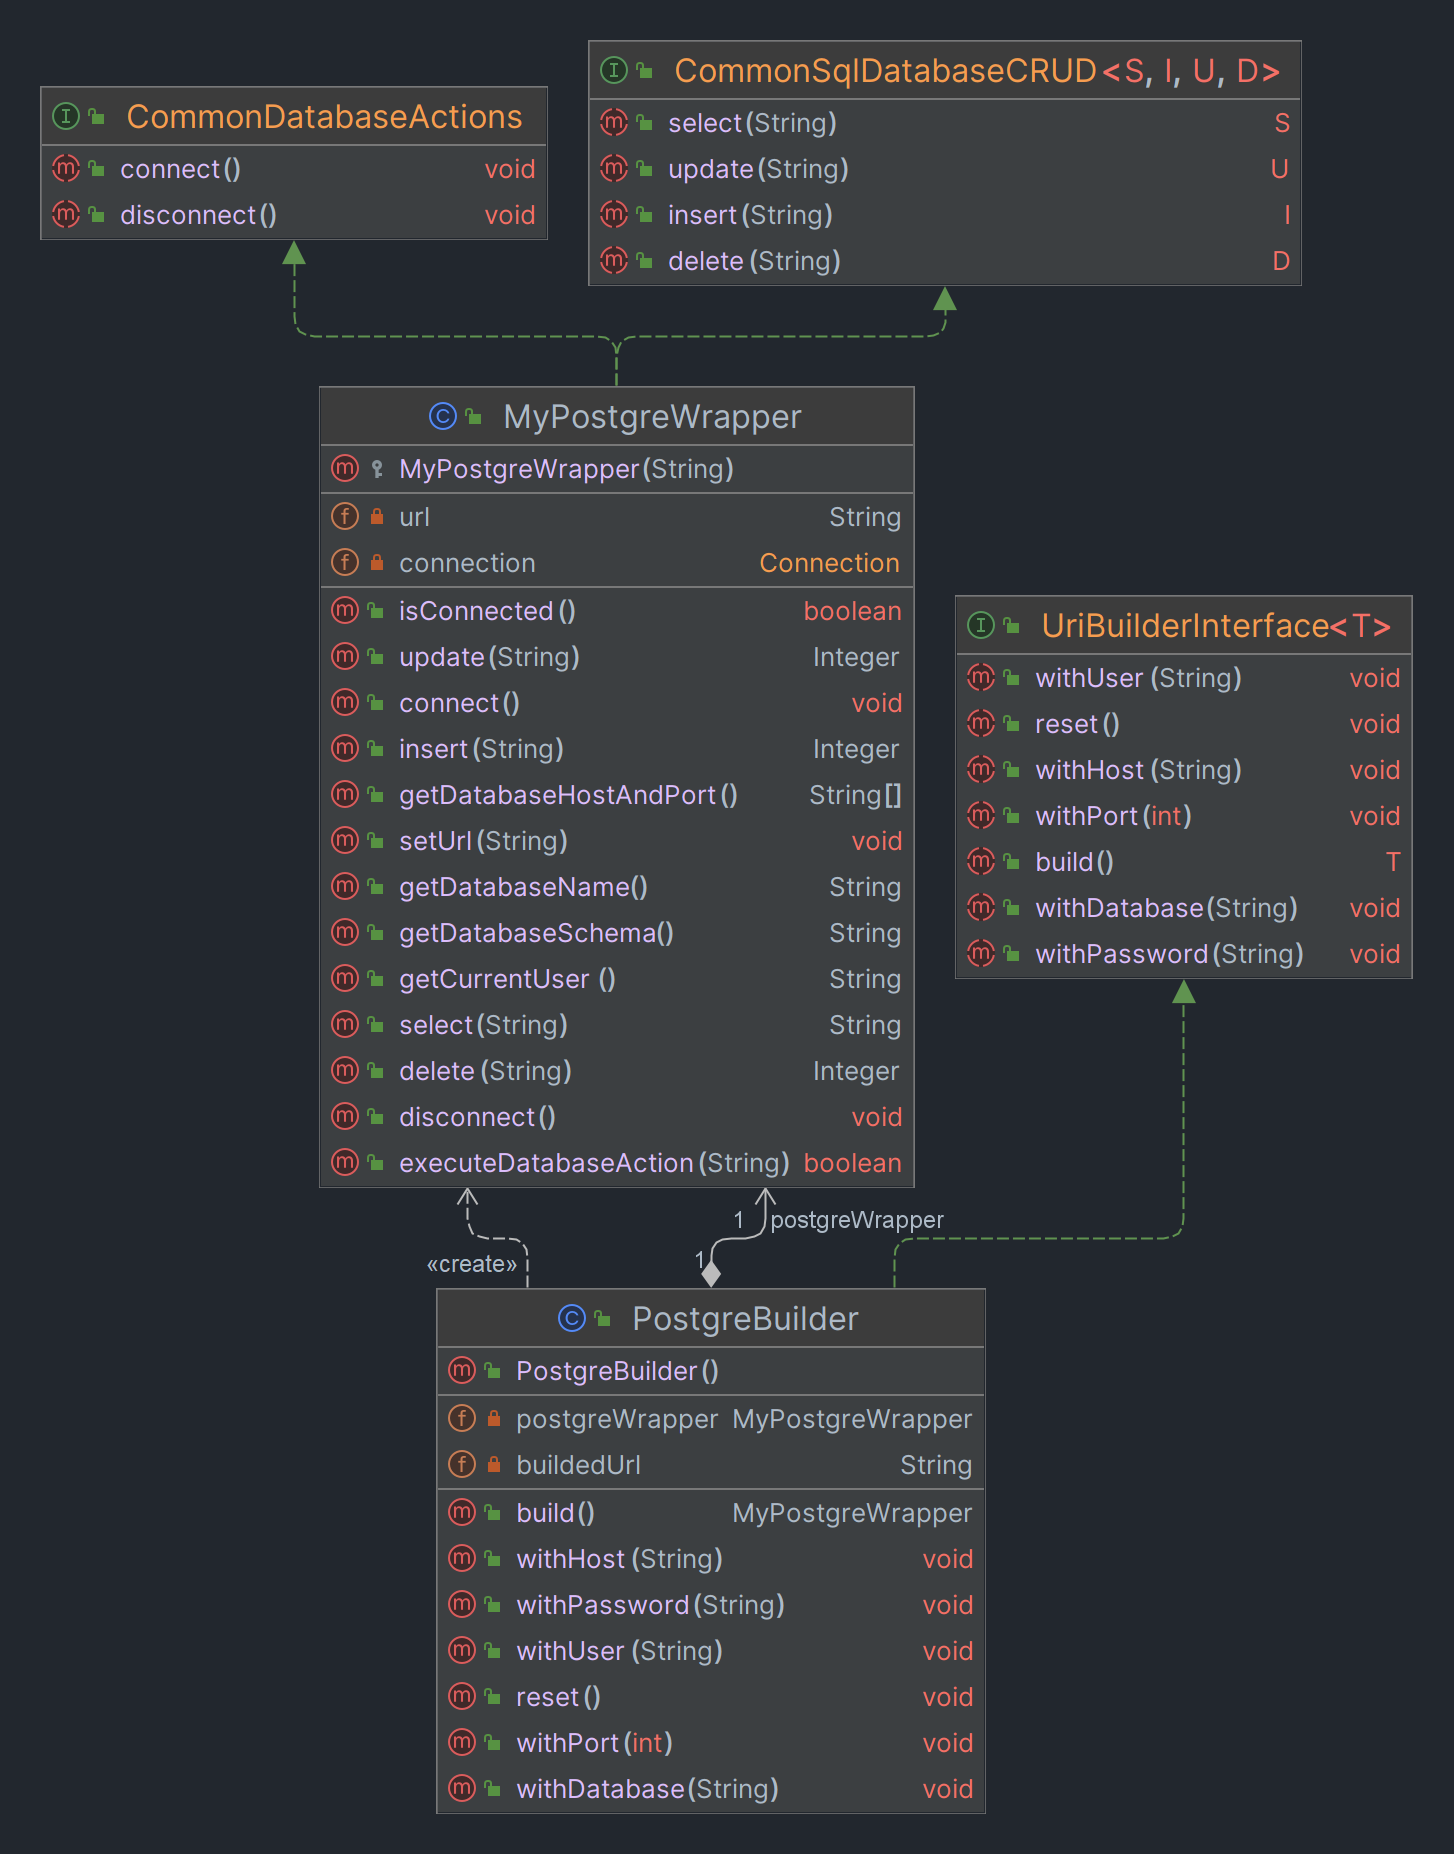 CommonDatabaseActions
connect() void
disconnect() void
CommonSqlDatabaseCRUD<S, I, U, D>
select(String) S
update(String) U
insert(String) I
delete(String) D
MyPostgreWrapper
MyPostgreWrapper(String)
url String
connection Connection
isConnected() boolean
update(String) Integer
connect() void
insert(String) Integer
getDatabaseHostAndPort() String[]
setUrl(String) void
getDatabaseName() String
getDatabaseSchema() String
getCurrentUser() String
select(String) String
delete(String) Integer
disconnect() void
executeDatabaseAction(String) boolean
UriBuilderInterface<T>
withUser(String) void
reset() void
withHost(String) void
withPort(int) void
build() T
withDatabase(String) void
withPassword(String) void
1 postgreWrapper
«create» 1
PostgreBuilder
PostgreBuilder()
postgreWrapper MyPostgreWrapper
buildedUrl String
build() MyPostgreWrapper
withHost(String) void
withPassword(String) void
withUser(String) void
reset() void
withPort(int) void
withDatabase(String) void